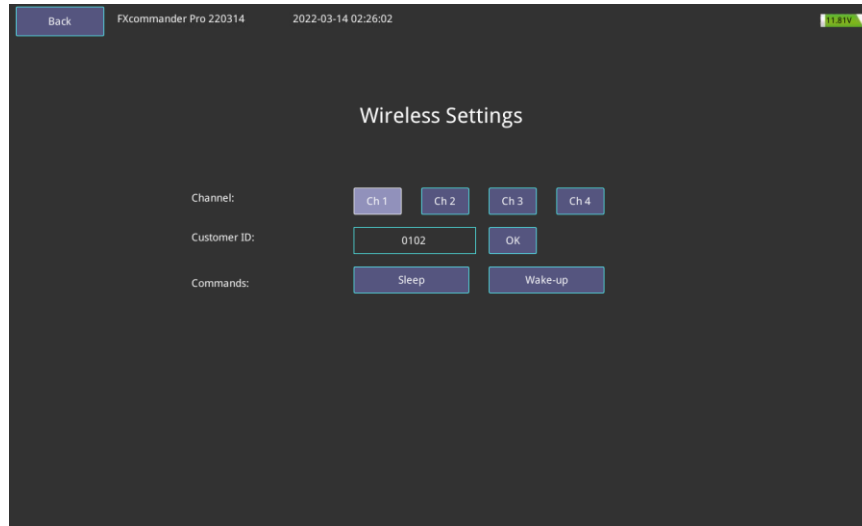 Back FXcommander Pro 220314 2022-03-14 02:26:02 11.81V
Wireless Settings
Channel: Ch 1 Ch 2 Ch 3 Ch 4
Customer ID: 0102 OK
Commands: Sleep Wake-up